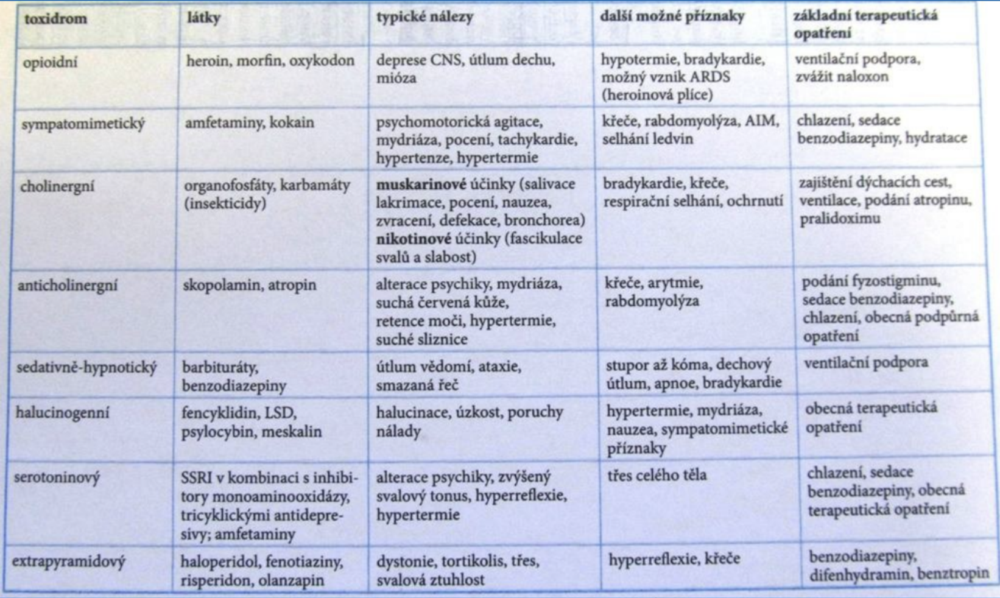 toxidrom
látky
typické nálezy
další možné příznaky
základní terapeutická
opatření
opioidní
heroin, morfin, oxykodon
deprese CNS, útlum dechu,
mióza
hypotermie, bradykardie,
možný vznik ARDS
(heroinová plíce)
ventilační podpora,
zvážit naloxon
sympatomimetický
amfetaminy, kokain
psychomotorická agitace,
mydriáza, pocení, tachykardie,
hypertenze, hypertermie
křeče, rabdomyolýza, AIM,
selhání ledvin
chlazení, sedace
benzodiazepiny, hydratace
cholinergní
organofosfáty, karbamáty
(insekticidy)
muskarinové účinky (salivace
lakrimace, pocení, nauzea,
zvracení, defekace, bronchorea)
nikotinové účinky (fascikulace
svalů a slabost)
bradykardie, křeče,
respirační selhání, ochrnutí
zajištění dýchacích cest,
ventilace, podání atropinu,
pralidoximu
anticholinergní
skopolamin, atropin
alterace psychiky, mydriáza,
suchá červená kůže,
retence moči, hypertermie,
suché sliznice
křeče, arytmie,
rabdomyolýza
podání fyzostigminu,
sedace benzodiazepiny,
chlazení, obecná podpůrná
opatření
sedativně-hypnotický
barbituráty,
benzodiazepiny
útlum vědomí, ataxie,
smazaná řeč
stupor až kóma, dechový
útlum, apnoe, bradykardie
ventilační podpora
halucinogenní
fencyklidin, LSD,
psylocybin, meskalin
halucinace, úzkost, poruchy
nálady
hypertermie, mydriáza,
nauzea, sympatomimetické
příznaky
obecná terapeutická
opatření
serotoninový
SSRI v kombinaci s inhibi-
tory monoaminooxidázy,
tricyklickými antidepre-
sivy; amfetaminy
alterace psychiky, zvýšený
svalový tonus, hyperreflexie,
hypertermie
třes celého těla
chlazení, sedace
benzodiazepiny, obecná
terapeutická opatření
extrapyramidový
haloperidol, fenotiaziny,
risperidon, olanzapin
dystonie, tortikolis, třes,
svalová ztuhlost
hyperreflexie, křeče
benzodiazepiny,
difenhydramin, benztropin